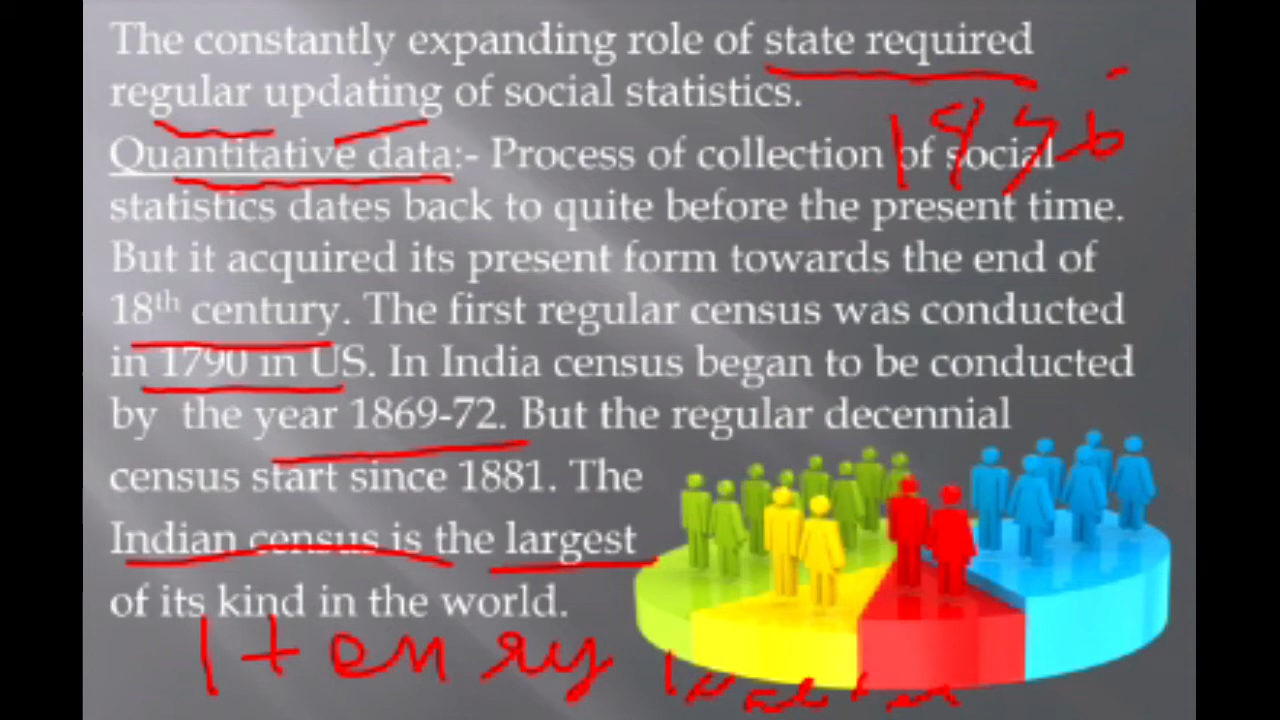 The constantly expanding role of state required
regular updating of social statistics.
Quantitative data:- Process of collection of social
statistics dates back to quite before the present time.
But it acquired its present form towards the end of
18th century. The first regular census was conducted
in 1790 in US. In India census began to be conducted
by the year 1869-72. But the regular decennial
census start since 1881. The
Indian census is the largest
of its kind in the world.
Henry